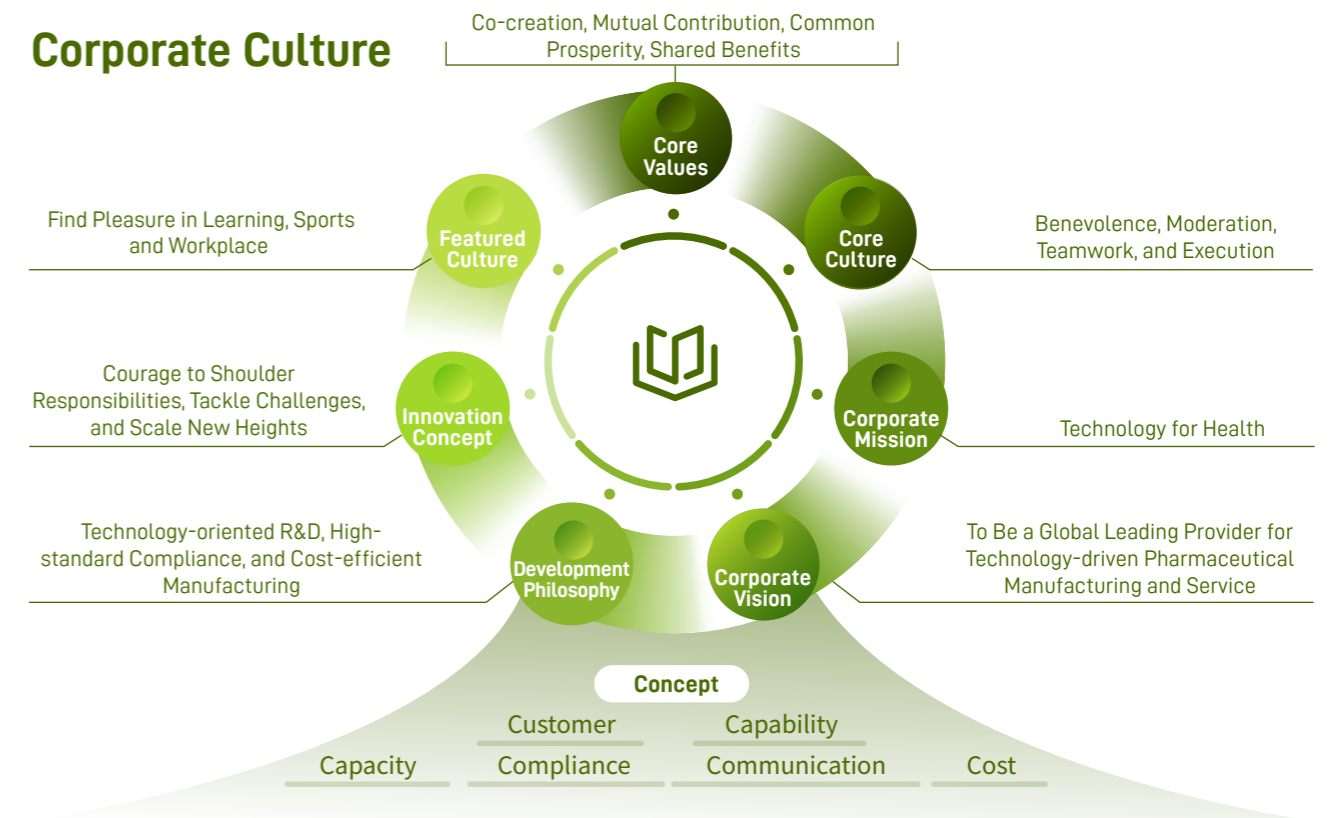 Corporate Culture
Co-creation, Mutual Contribution, Common
Prosperity, Shared Benefits
Core
Values
Featured
Culture
Find Pleasure in Learning, Sports
and Workplace
Core
Culture
Benevolence, Moderation,
Teamwork, and Execution
Innovation
Concept
Courage to Shoulder
Responsibilities, Tackle Challenges,
and Scale New Heights
Corporate
Mission
Technology for Health
Development
Philosophy
Technology-oriented R&D, High-
standard Compliance, and Cost-efficient
Manufacturing
Corporate
Vision
To Be a Global Leading Provider for
Technology-driven Pharmaceutical
Manufacturing and Service
Concept
Customer
Capability
Capacity
Compliance
Communication
Cost